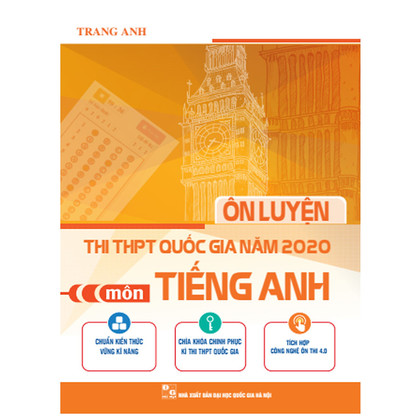 TRANG ANH
ÔN LUYỆN
THI THPT QUỐC GIA NĂM 2020
môn TIẾNG ANH
CHUẨN KIẾN THỨC
VỮNG KĨ NĂNG
CHÌA KHÓA CHINH PHỤC
KÌ THI THPT QUỐC GIA
TÍCH HỢP
CÔNG NGHỆ ÔN THI 4.0
NHÀ XUẤT BẢN ĐẠI HỌC QUỐC GIA HÀ NỘI